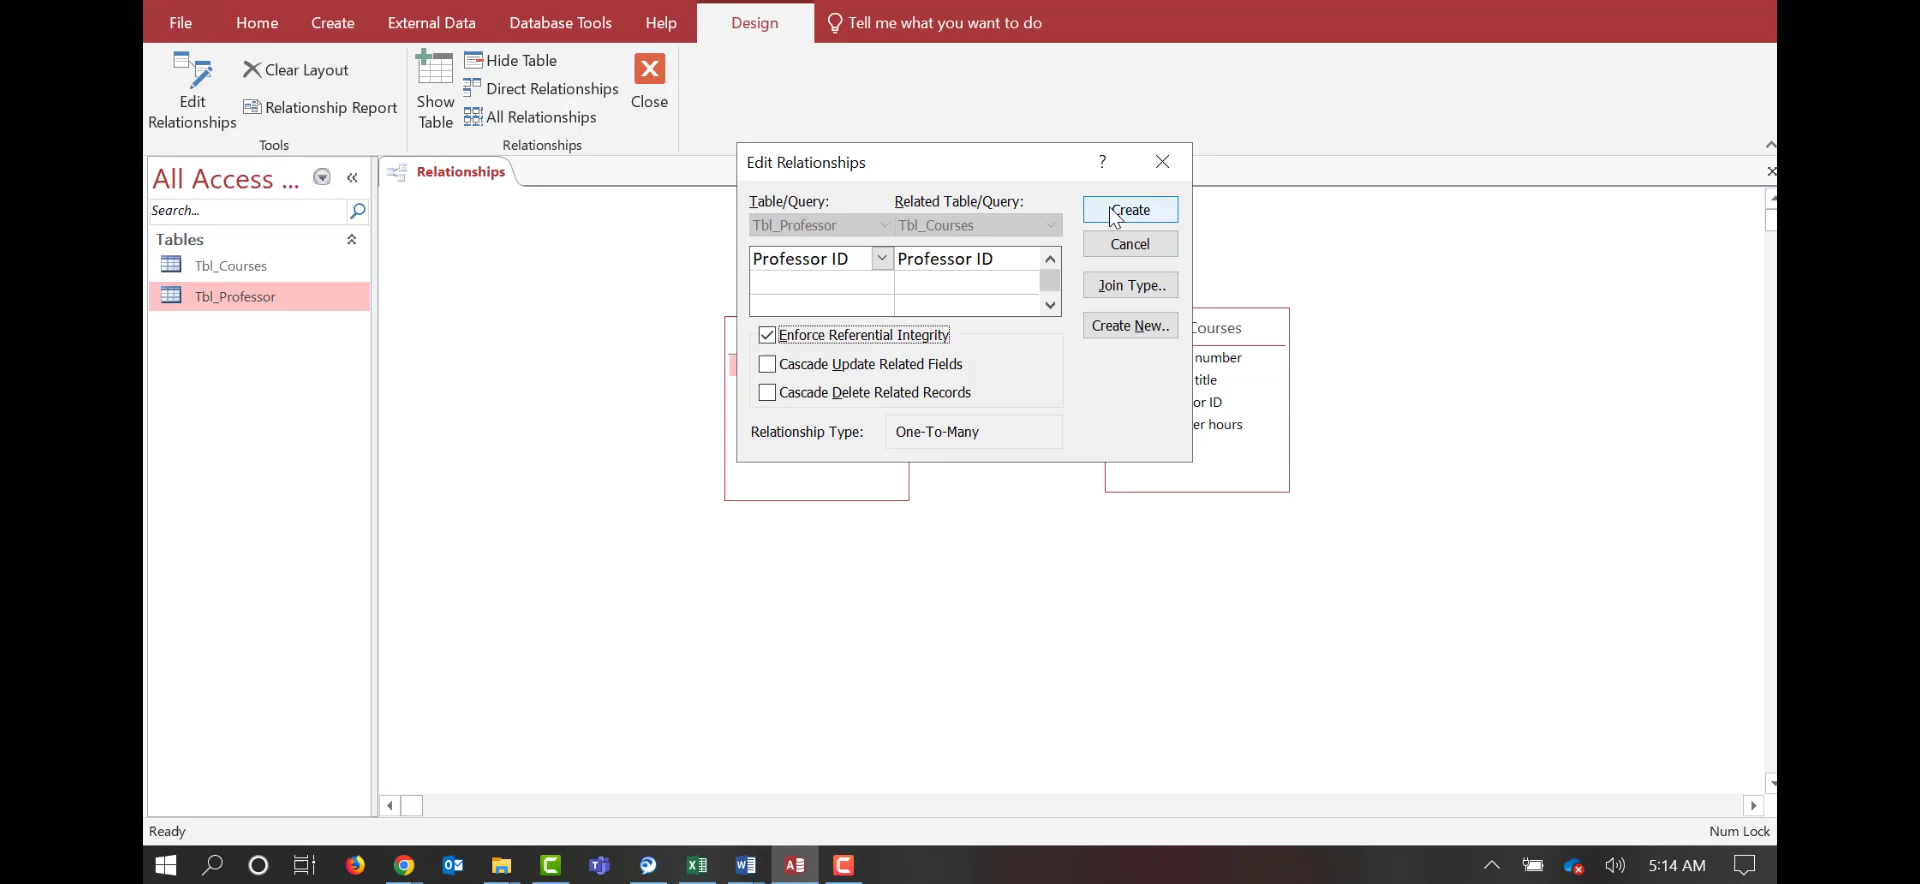 File Home Create External Data Database Tools Help Design Tell me what you want to do
Edit
Relationships
Clear Layout
Relationship Report
Tools
Show
Table
Hide Table
Direct Relationships
All Relationships
Close
Relationships
All Access ...
Search...
Tables
Tbl_Courses
Tbl_Professor
Relationships
Edit Relationships ?
Table/Query: Related Table/Query:
Tbl_Professor Tbl_Courses
Professor ID Professor ID
Enforce Referential Integrity
Cascade Update Related Fields
Cascade Delete Related Records
Relationship Type: One-To-Many
Create
Cancel
Join Type..
Create New..
Courses
number
title
or ID
er hours
Ready Num Lock
5:14 AM